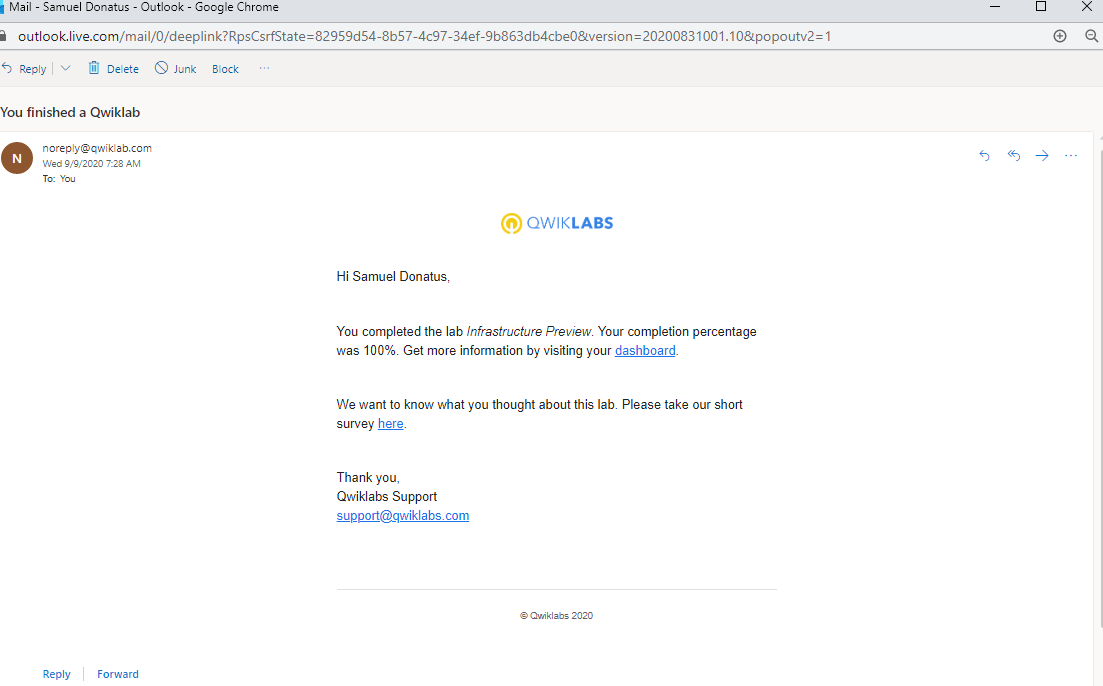 Mail - Samuel Donatus - Outlook - Google Chrome
outlook.live.com/mail/0/deeplink?RpsCsrfState=82959d54-8b57-4c97-34ef-9b863db4cbe0&version=20200831001.10&popoutv2=1
Reply Delete Junk Block ...
You finished a Qwiklab
N
noreply@qwiklab.com
Wed 9/9/2020 7:28 AM
To: You
QWIKLABS
Hi Samuel Donatus,
You completed the lab Infrastructure Preview. Your completion percentage
was 100%. Get more information by visiting your dashboard.
We want to know what you thought about this lab. Please take our short
survey here.
Thank you,
Qwiklabs Support
support@qwiklabs.com
© Qwiklabs 2020
Reply Forward